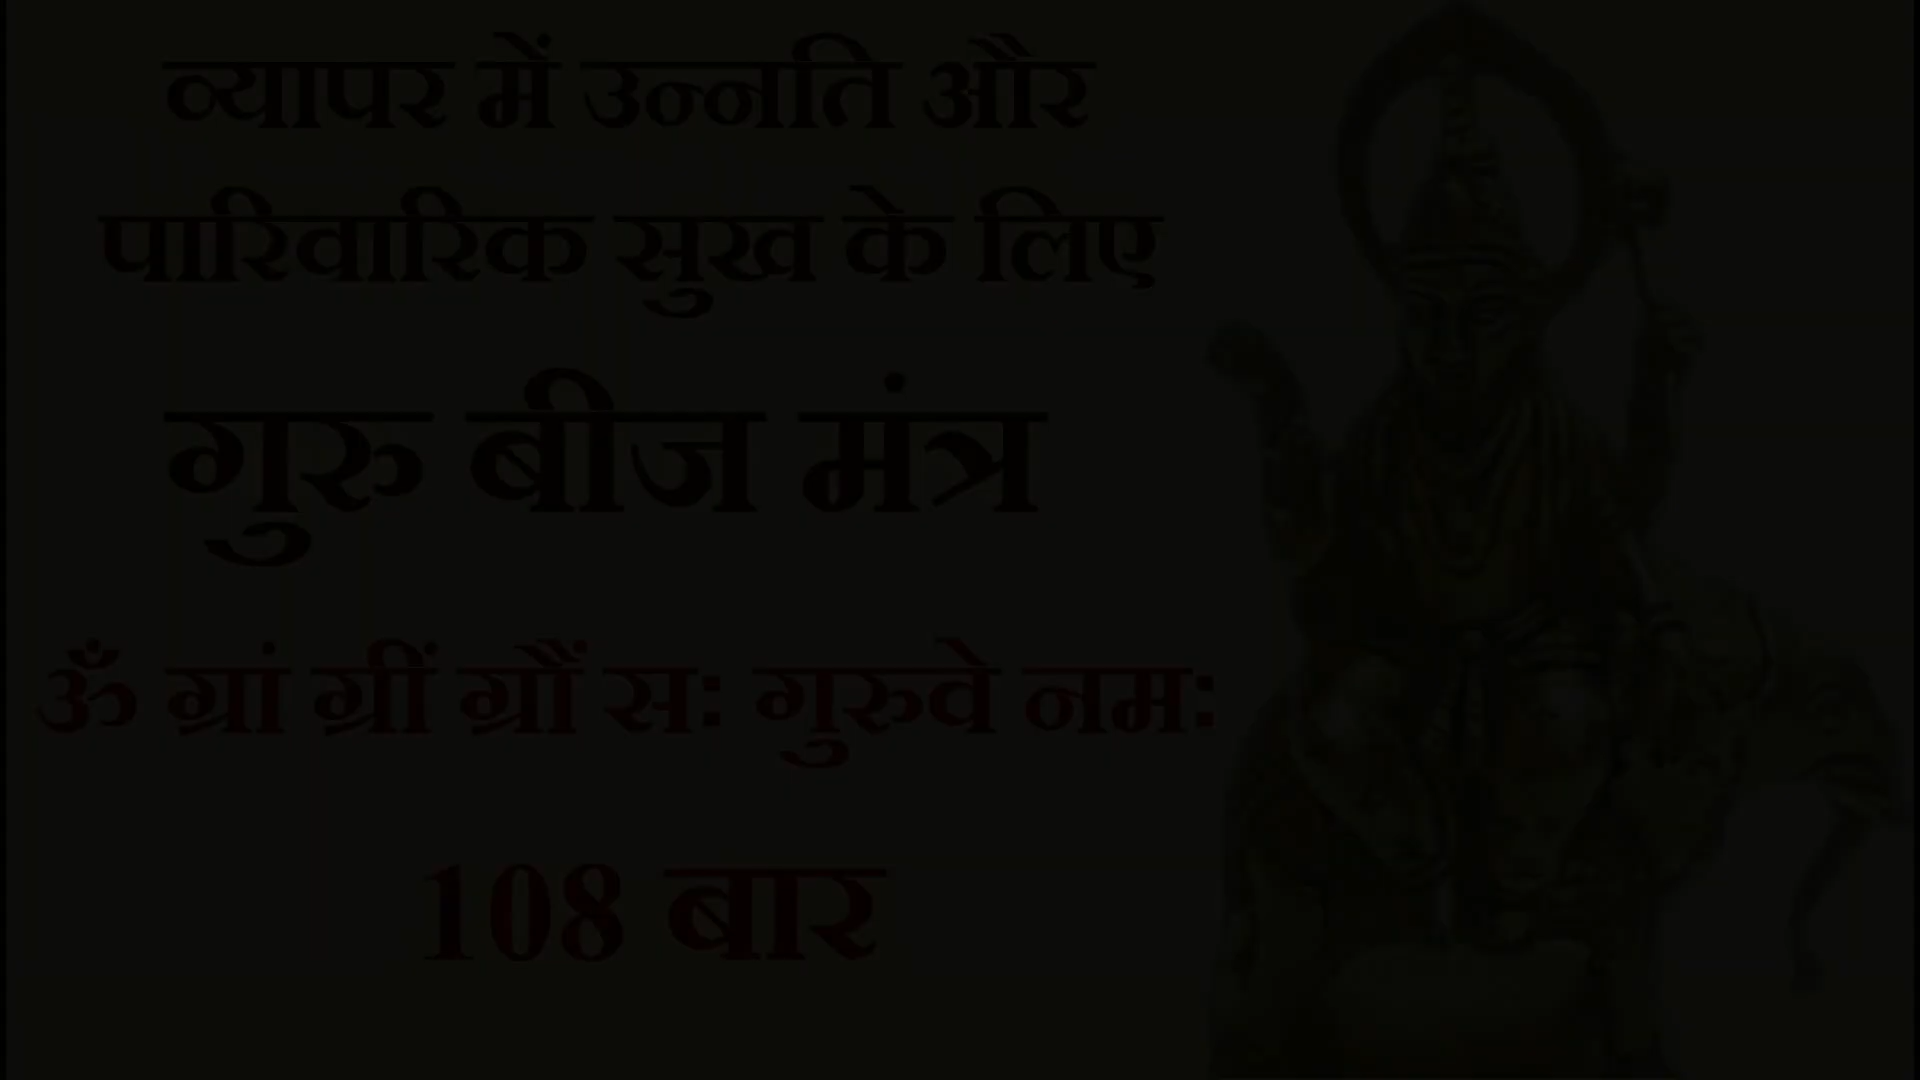 व्यापर में उन्नति और
पारिवारिक सुख के लिए
गुरु बीज मंत्र
ॐ ग्रां ग्रीं ग्रौं सः गुरुवे नमः
108 बार